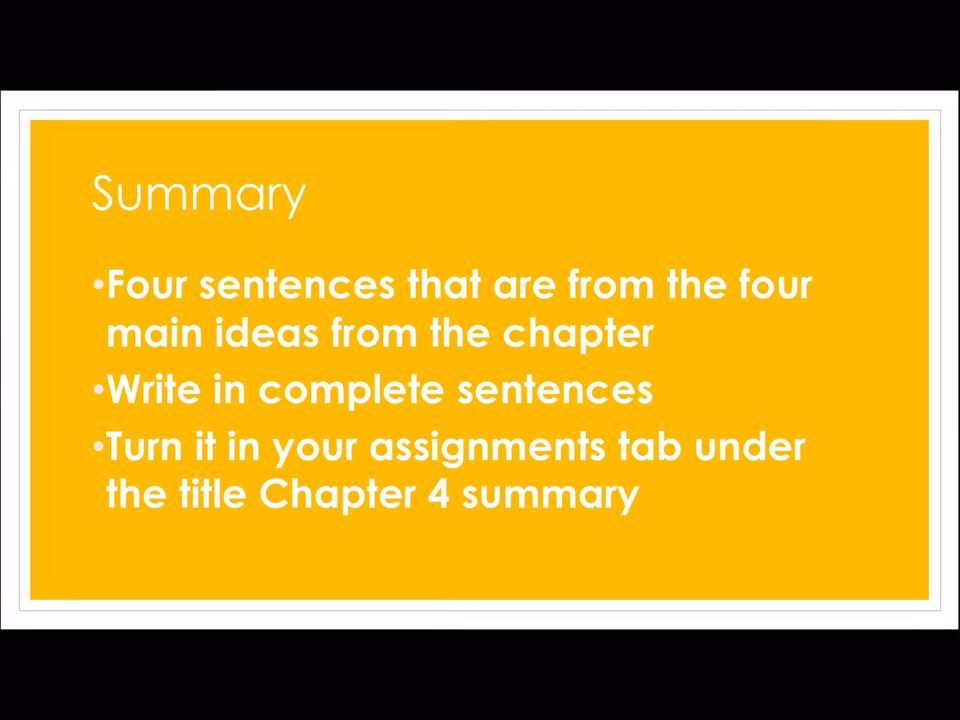 Summary
•Four sentences that are from the four
main ideas from the chapter
•Write in complete sentences
•Turn it in your assignments tab under
the title Chapter 4 summary